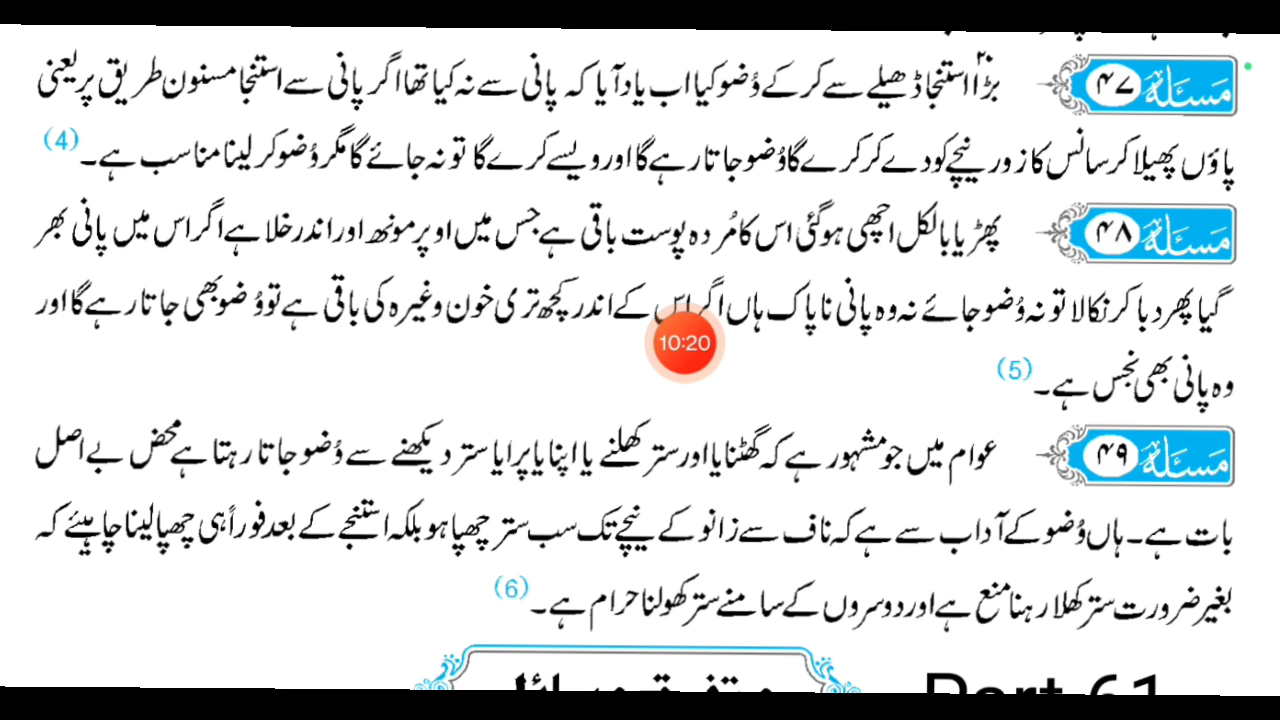 مسئلہ ۴۷ بڑا استنجا ڈھیلے سے کر کے وُضو کیا اب یاد آیا کہ پانی سے نہ کیا تھا اگر پانی سے استنجا مسنون طریق پر یعنی
پاؤں پھیلا کر سانس کا زور نیچے کو دے کر کرے گا وُضو جاتا رہے گا اور ویسے کرے گا تو نہ جائے گا مگر وُضو کر لینا مناسب ہے۔ (4)
مسئلہ ۴۸ پھڑیا بالکل اچھی ہو گئی اس کا مُردہ پوست باقی ہے جس میں اوپر مونھ اور اندر خلا ہے اگر اس میں پانی بھر
گیا پھر دبا کر نکالا تو نہ وُضو جائے نہ وہ پانی ناپاک ہاں اگر اس کے اندر کچھ تری خون وغیرہ کی باقی ہے تو وُضو بھی جاتا رہے گا اور
10:20
وہ پانی بھی نجس ہے۔ (5)
مسئلہ ۴۹ عوام میں جو مشہور ہے کہ گھٹنا یا اور ستر کھلنے یا اپنا یا پرایا ستر دیکھنے سے وُضو جاتا رہتا ہے محض بے اصل
بات ہے۔ ہاں وُضو کے آداب سے ہے کہ ناف سے زانو کے نیچے تک سب ستر چھپا ہو بلکہ استنجے کے بعد فوراً ہی چھپا لینا چاہیئے کہ
بغیر ضرورت ستر کھلا رہنا منع ہے اور دوسروں کے سامنے ستر کھولنا حرام ہے۔ (6)
Part 61